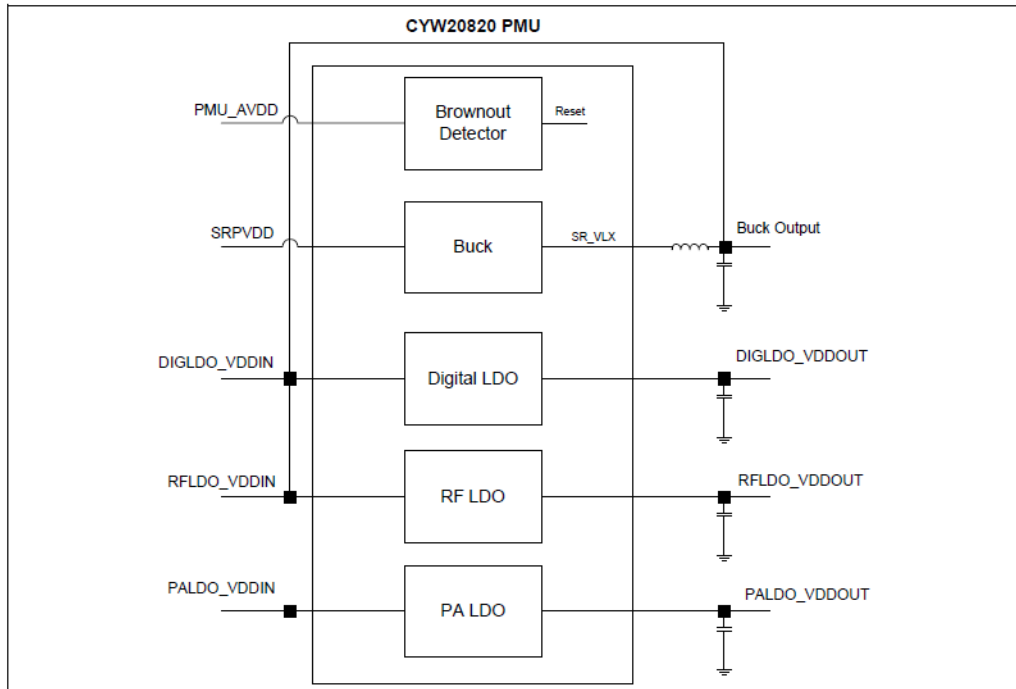 CYW20820 PMU
PMU_AVDD
Brownout
Detector
Reset
SRPVDD
Buck
SR_VLX
Buck Output
DIGLDO_VDDIN
Digital LDO
DIGLDO_VDDOUT
RFLDO_VDDIN
RF LDO
RFLDO_VDDOUT
PALDO_VDDIN
PA LDO
PALDO_VDDOUT